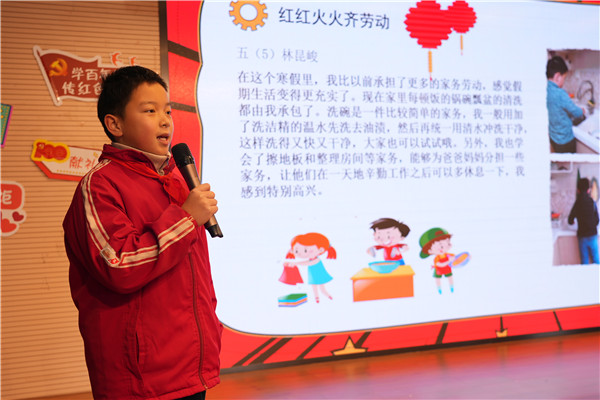 红红火火齐劳动
五（5）林昆峻
在这个寒假里，我比以前承担了更多的家务劳动，感觉假
期生活变得更充实了。现在家里每顿饭的锅碗瓢盆的清洗
都由我承包了。洗碗是一件比较简单的家务，我一般用加
了洗洁精的温水先洗去油渍，然后再统一用清水冲洗干净，
这样洗得又快又干净，大家也可以试试哦。另外，我也学
会了擦地板和整理房间等家务，能够为爸爸妈妈分担一些
家务，让他们在一天地辛勤工作之后可以多休息一下，我
感到特别高兴。
学百年
传红色
献礼